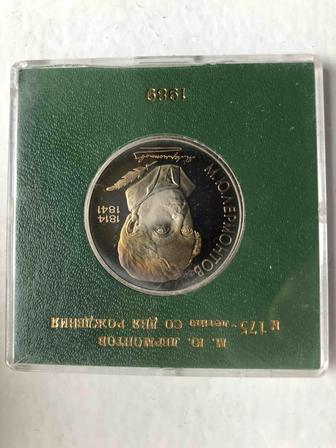 М. Ю. ЛЕРМОНТОВ
К 175-летию СО ДНЯ РОЖДЕНИЯ
М.Ю.ЛЕРМОНТОВ
1814
1841
1989